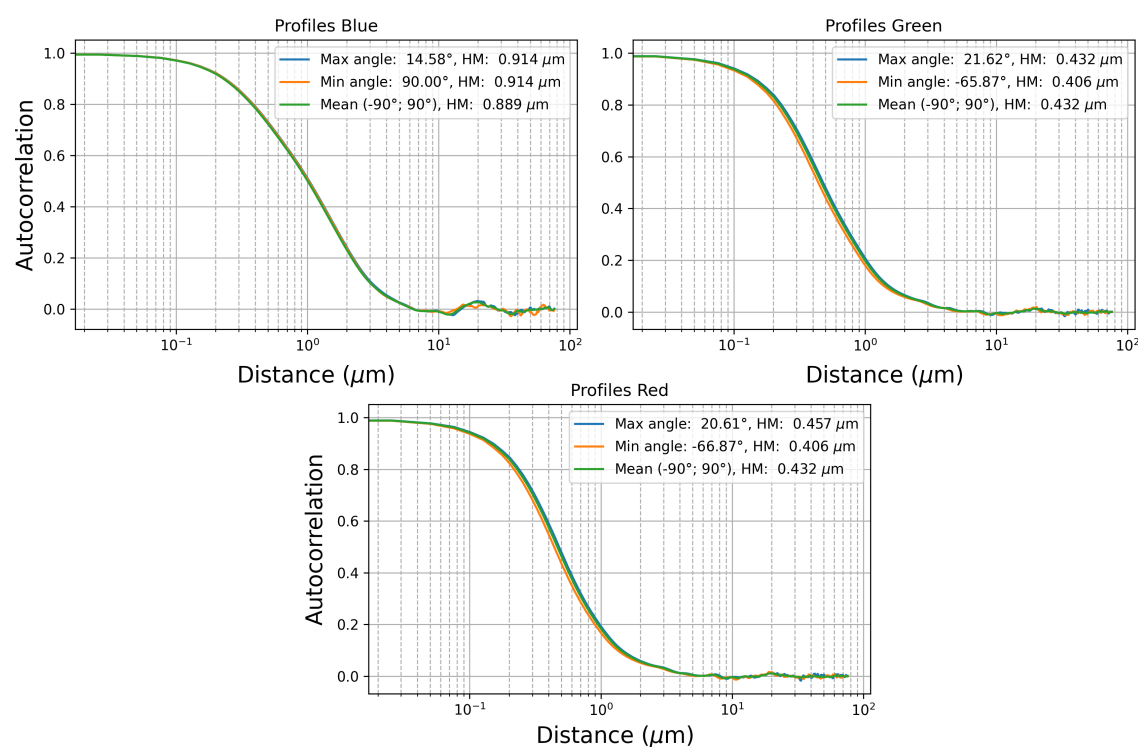 Profiles Blue
Max angle: 14.58°, HM: 0.914 μm
Min angle: 90.00°, HM: 0.914 μm
Mean (-90°; 90°), HM: 0.889 μm
Autocorrelation
1.0
0.8
0.6
0.4
0.2
0.0
10⁻¹
10⁰
10¹
10²
Distance (μm)
Profiles Green
Max angle: 21.62°, HM: 0.432 μm
Min angle: -65.87°, HM: 0.406 μm
Mean (-90°; 90°), HM: 0.432 μm
1.0
0.8
0.6
0.4
0.2
0.0
10⁻¹
10⁰
10¹
10²
Distance (μm)
Profiles Red
Max angle: 20.61°, HM: 0.457 μm
Min angle: -66.87°, HM: 0.406 μm
Mean (-90°; 90°), HM: 0.432 μm
Autocorrelation
1.0
0.8
0.6
0.4
0.2
0.0
10⁻¹
10⁰
10¹
10²
Distance (μm)